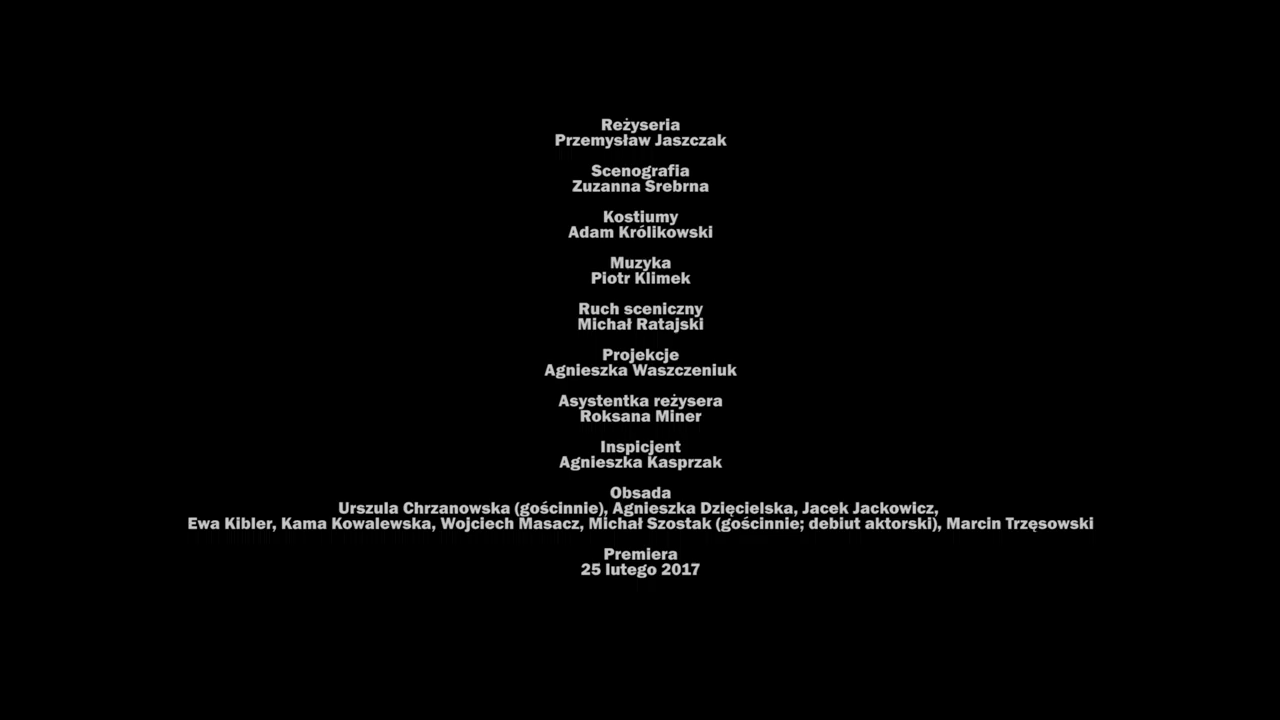 Reżyseria
Przemysław Jaszczak
Scenografia
Zuzanna Srebrna
Kostiumy
Adam Królikowski
Muzyka
Piotr Klimek
Ruch sceniczny
Michał Ratajski
Projekcje
Agnieszka Waszczeniuk
Asystentka reżysera
Roksana Miner
Inspicjent
Agnieszka Kasprzak
Obsada
Urszula Chrzanowska (gościnnie), Agnieszka Dzięcielska, Jacek Jackowicz,
Ewa Kibler, Kama Kowalewska, Wojciech Masacz, Michał Szostak (gościnnie; debiut aktorski), Marcin Trzęsowski
Premiera
25 lutego 2017